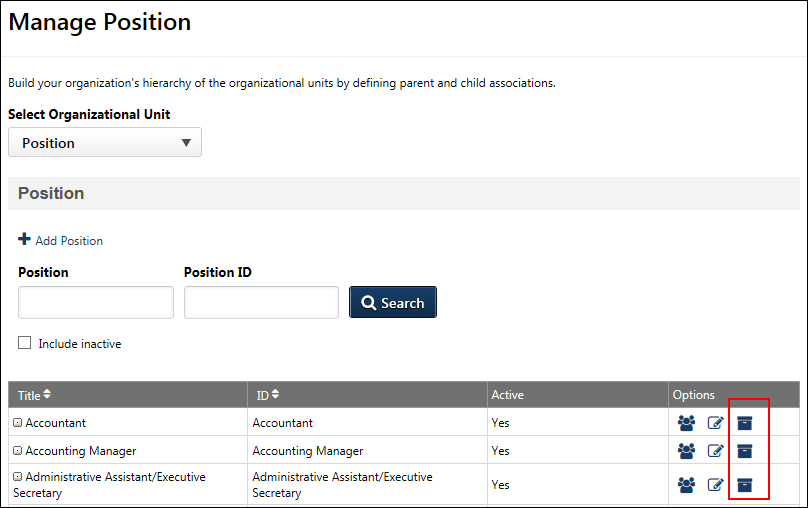 Manage Position
Build your organization's hierarchy of the organizational units by defining parent and child associations.
Select Organizational Unit
Position
Position
Add Position
Position Position ID
Search
Include inactive
Title ID Active Options
Accountant Accountant Yes
Accounting Manager Accounting Manager Yes
Administrative Assistant/Executive Administrative Assistant/Executive Yes
Secretary Secretary